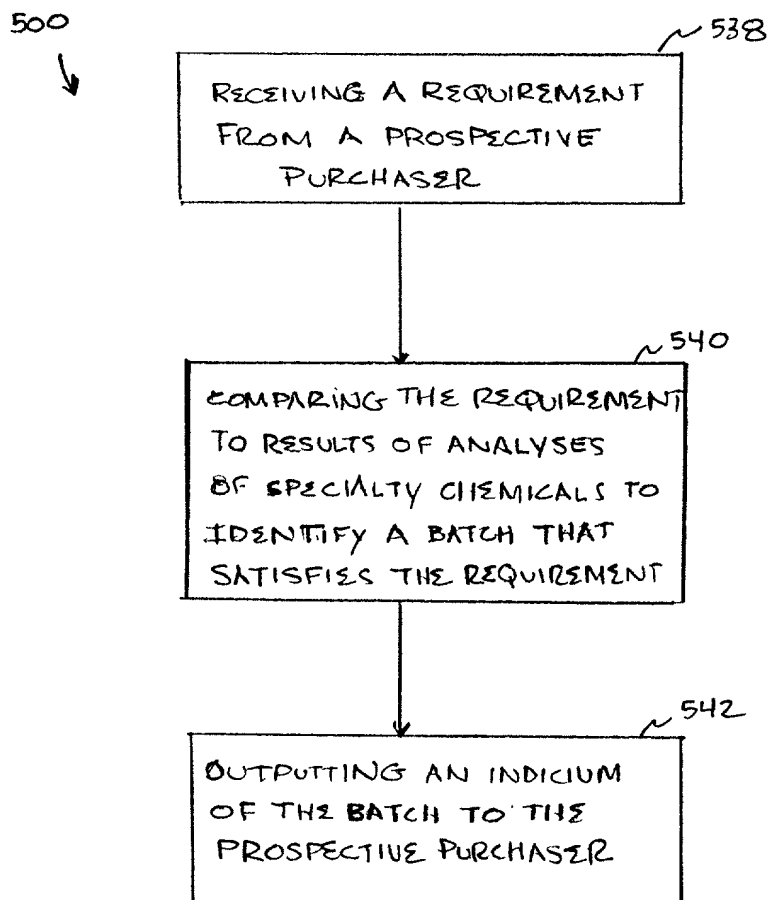 500
538
RECEIVING A REQUIREMENT
FROM A PROSPECTIVE
PURCHASER
540
COMPARING THE REQUIREMENT
TO RESULTS OF ANALYSES
OF SPECIALTY CHEMICALS TO
IDENTIFY A BATCH THAT
SATISFIES THE REQUIREMENT
542
OUTPUTTING AN INDICIUM
OF THE BATCH TO THE
PROSPECTIVE PURCHASER